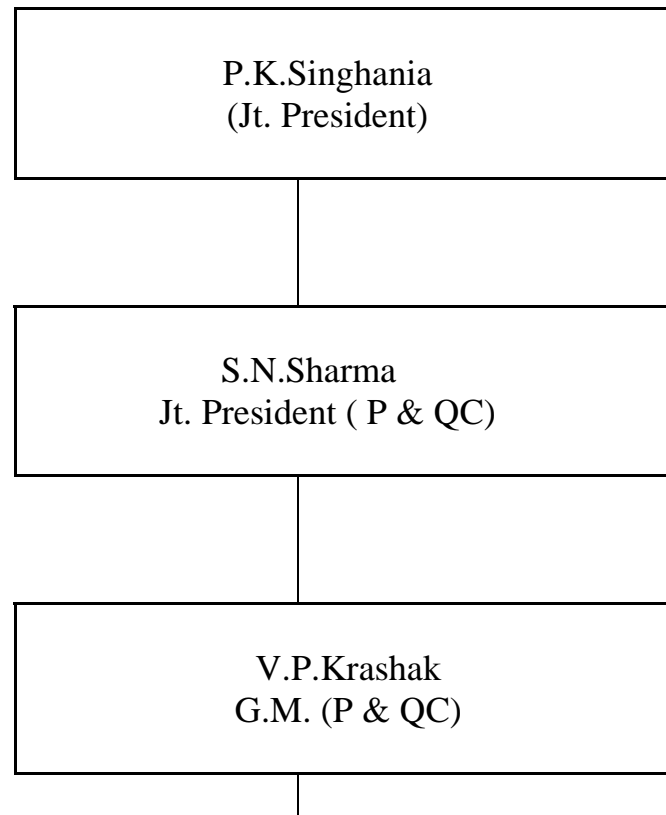 P.K.Singhania
(Jt. President)
S.N.Sharma
Jt. President ( P & QC)
V.P.Krashak
G.M. (P & QC)